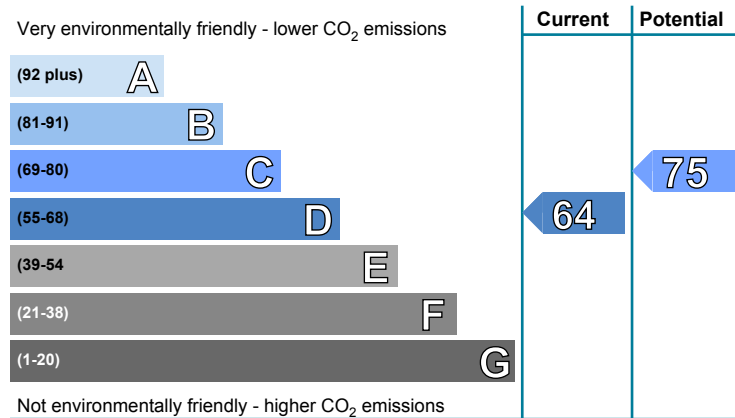 Current Potential
Very environmentally friendly - lower CO₂ emissions
(92 plus) A
(81-91) B
(69-80) C
75
(55-68) D
64
(39-54 E
(21-38) F
(1-20) G
Not environmentally friendly - higher CO₂ emissions